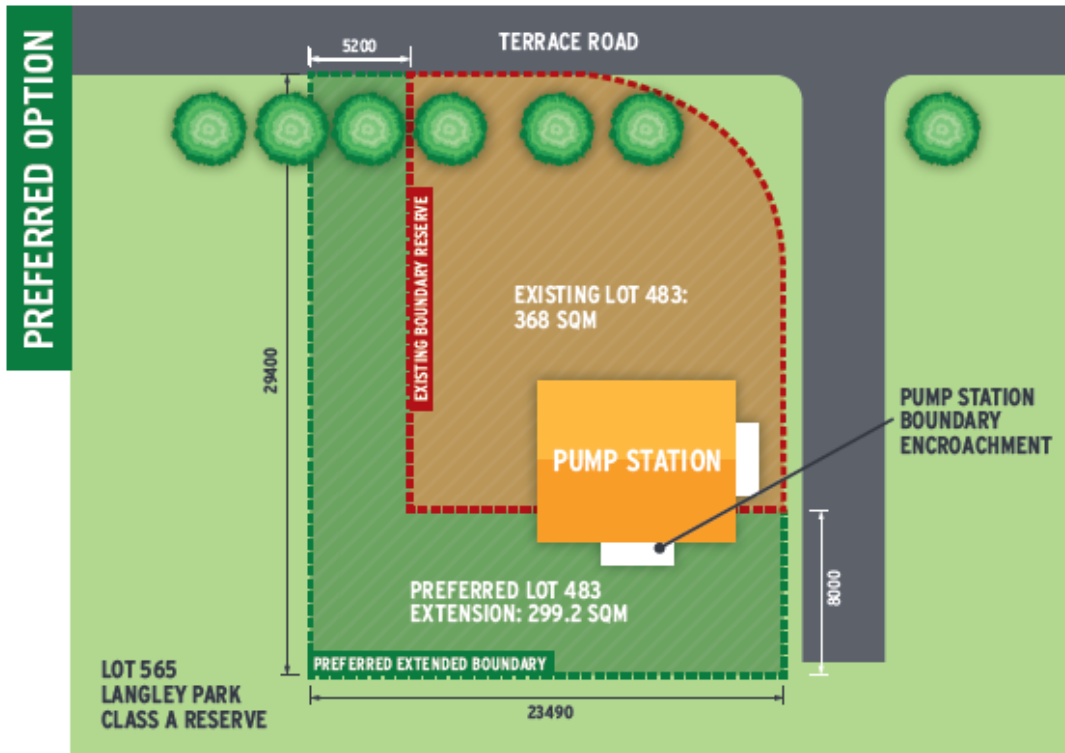 PREFERRED OPTION
TERRACE ROAD
5200
29400
EXISTING BOUNDARY RESERVE
EXISTING LOT 483:
368 SQM
PUMP STATION
PUMP STATION
BOUNDARY
ENCROACHMENT
8000
PREFERRED LOT 483
EXTENSION: 299.2 SQM
PREFERRED EXTENDED BOUNDARY
LOT 565
LANGLEY PARK
CLASS A RESERVE
23490